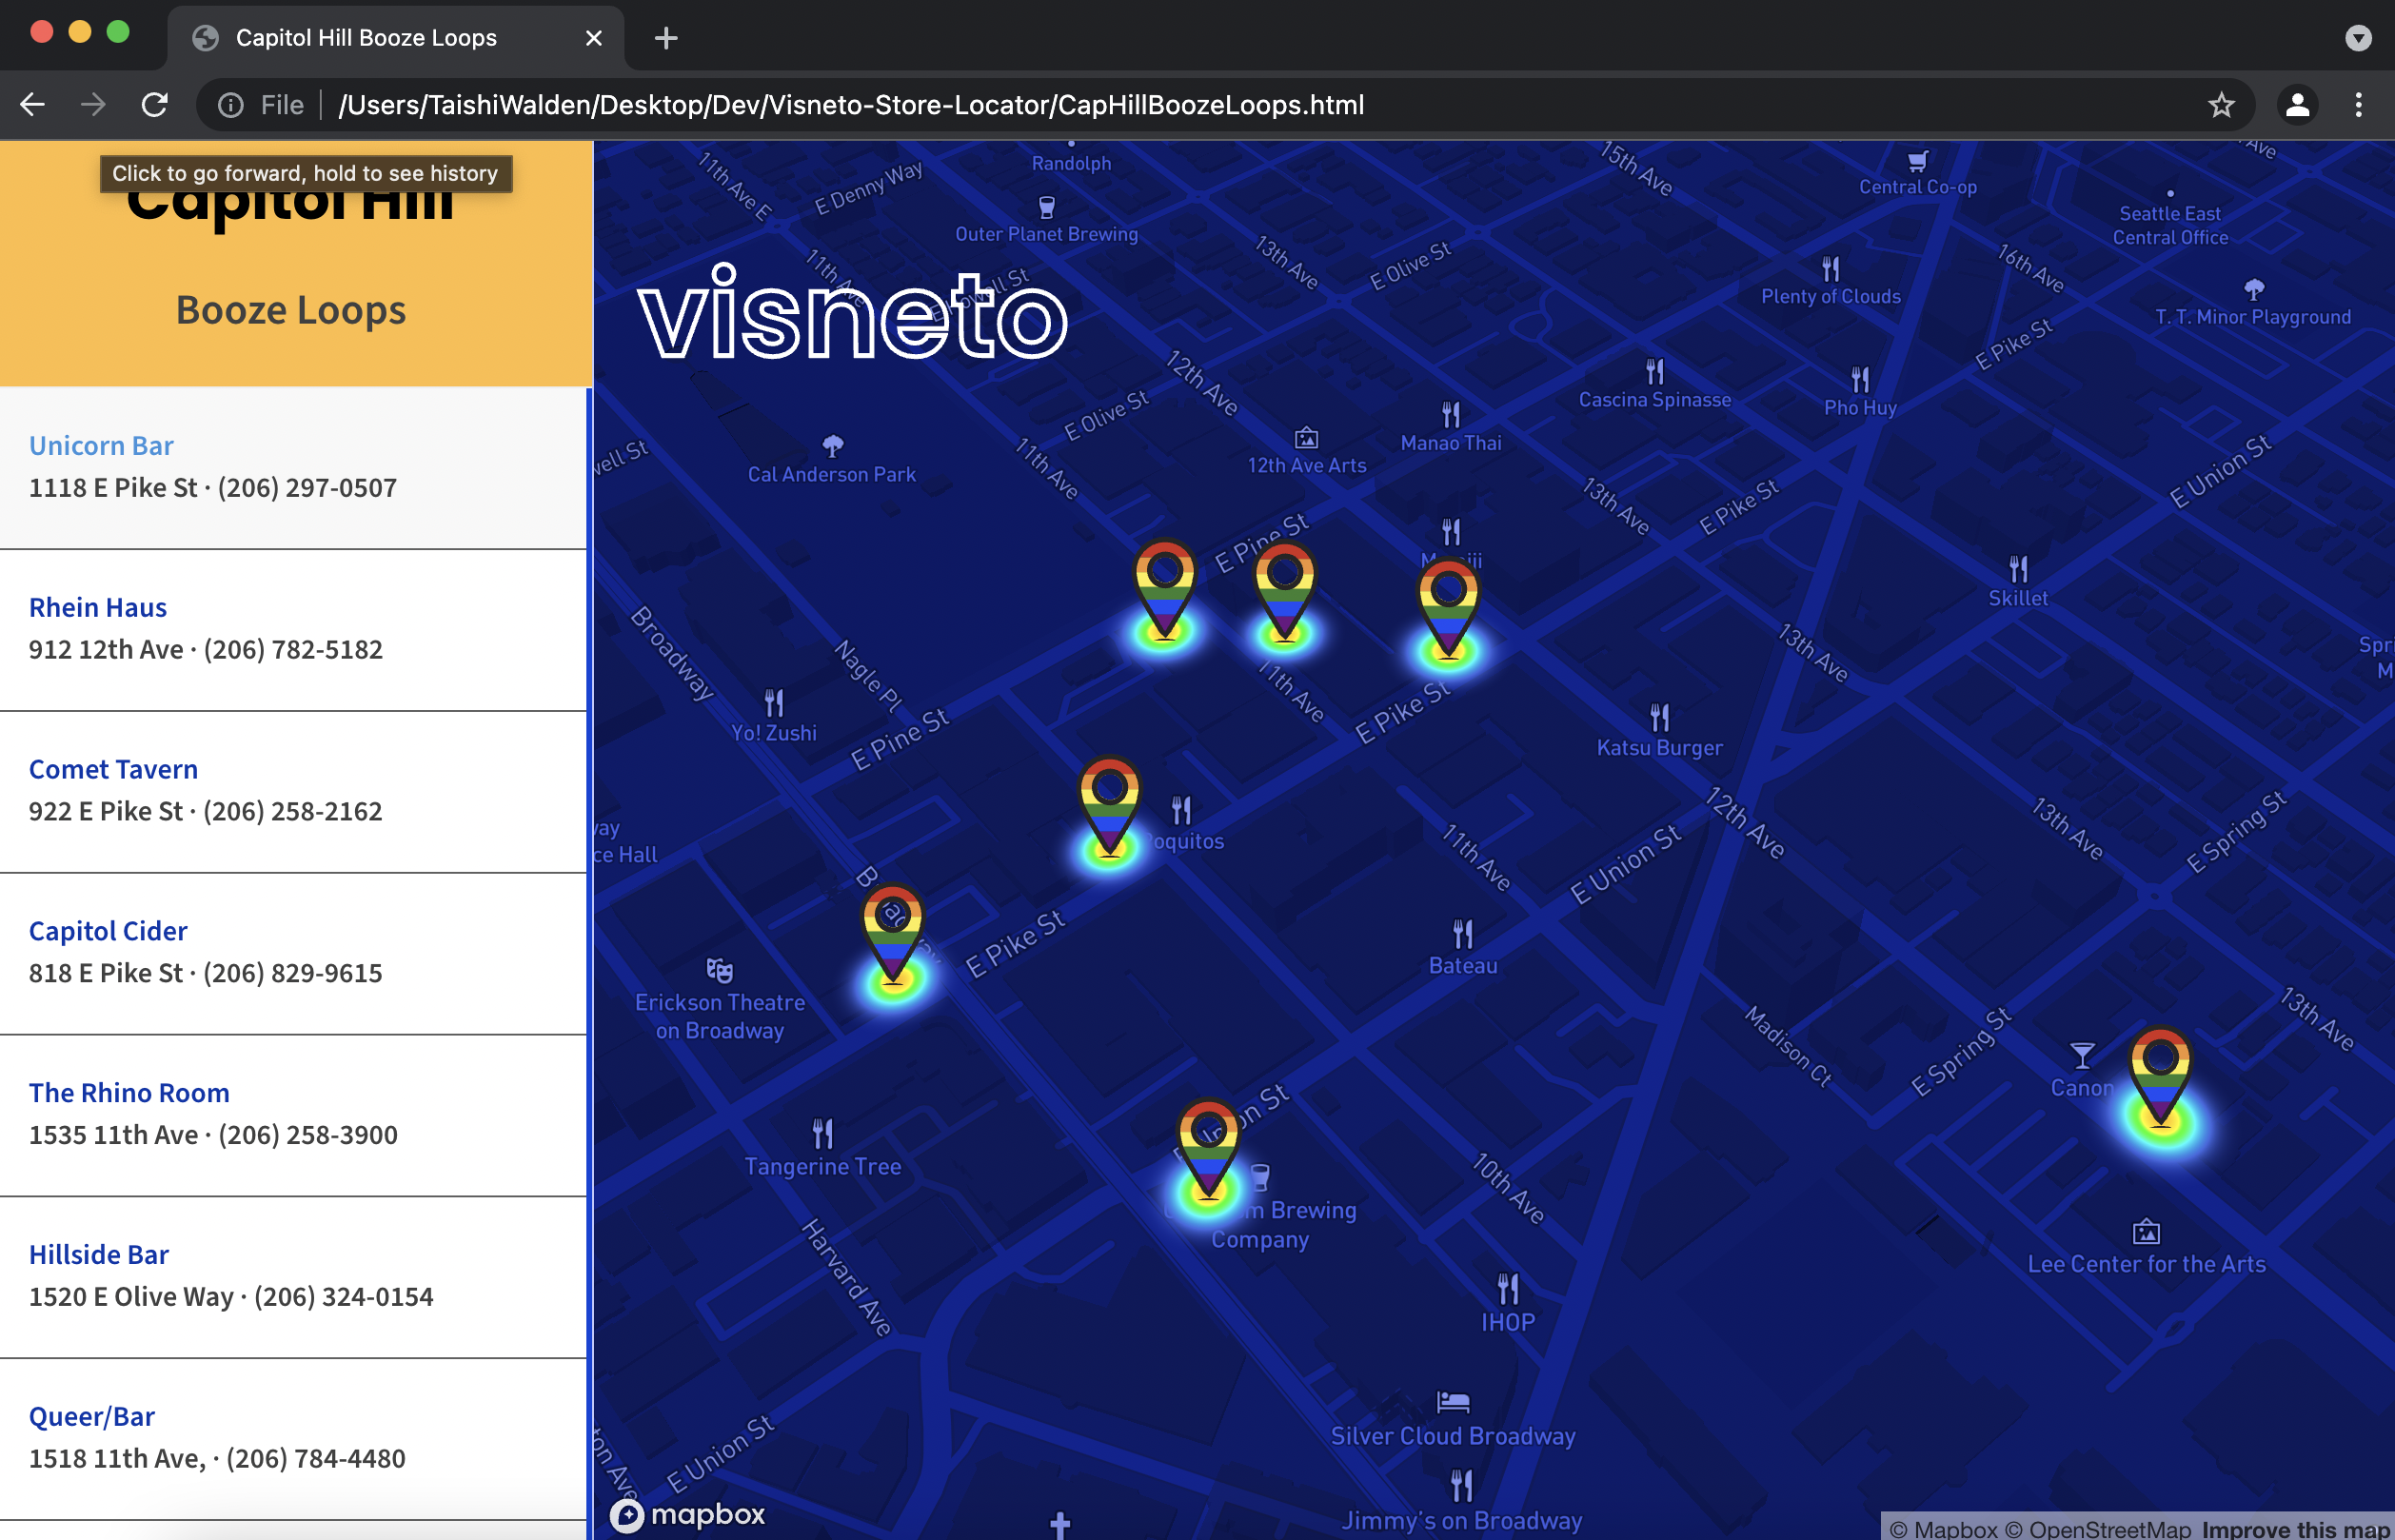 Capitol Hill Booze Loops
File
/Users/TaishiWalden/Desktop/Dev/Visneto-Store-Locator/CapHillBoozeLoops.html
Click to go forward, hold to see history
Capitol Hill
Booze Loops
Unicorn Bar
1118 E Pike St · (206) 297-0507
Rhein Haus
912 12th Ave · (206) 782-5182
Comet Tavern
922 E Pike St · (206) 258-2162
Capitol Cider
818 E Pike St · (206) 829-9615
The Rhino Room
1535 11th Ave · (206) 258-3900
Hillside Bar
1520 E Olive Way · (206) 324-0154
Queer/Bar
1518 11th Ave, · (206) 784-4480
visneto
11th Ave E
E Denny Way
Randolph
15th Ave
Central Co-op
Ave
Outer Planet Brewing
Seattle East
Central Office
11th Ave
13th Ave
E Olive St
16th Ave
Plenty of Clouds
T. T. Minor Playground
E Pike St
12th Ave
Cascina Spinasse
Pho Huy
E Olive St
Manao Thai
11th Ave
12th Ave Arts
Cal Anderson Park
E Union St
13th Ave
E Pike St
E Pine St
Skillet
Broadway
Nagle Pl
13th Ave
11th Ave
E Pike St
Yo! Zushi
E Pine St
Katsu Burger
12th Ave
13th Ave
E Spring St
11th Ave
E Union St
ce Hall
E Pike St
Bateau
Erickson Theatre
on Broadway
13th Ave
Madison Ct
E Spring St
Canon
Tangerine Tree
10th Ave
m Brewing
Company
Harvard Ave
Lee Center for the Arts
IHOP
E Union St
Silver Cloud Broadway
Jimmy's on Broadway
mapbox
© Mapbox © OpenStreetMap Improve this map